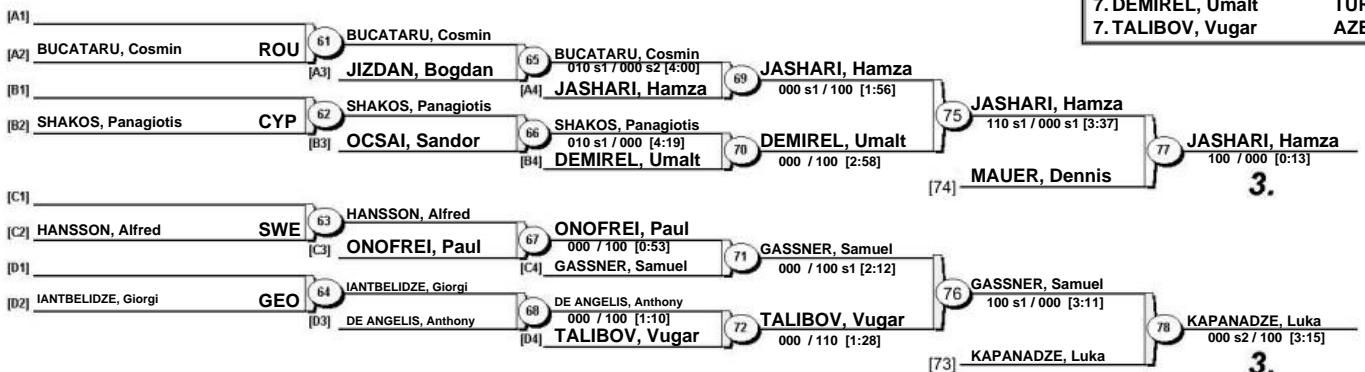 7. DEMIREL, Umalt
7. TALIBOV, Vugar AZE
[A1]
[A2] BUCATARU, Cosmin ROU
61 BUCATARU, Cosmin
[A3] JIZDAN, Bogdan
65 BUCATARU, Cosmin
010 s1 / 000 s2 [4:00]
[A4] JASHARI, Hamza
69 JASHARI, Hamza
000 s1 / 100 [1:56]
[B1]
[B2] SHAKOS, Panagiotis CYP
62 SHAKOS, Panagiotis
[B3] OCSAI, Sandor
66 SHAKOS, Panagiotis
010 s1 / 000 [4:19]
[B4] DEMIREL, Umalt
70 DEMIREL, Umalt
000 / 100 [2:58]
75 JASHARI, Hamza
110 s1 / 000 s1 [3:37]
[74] MAUER, Dennis
77 JASHARI, Hamza
100 / 000 [0:13]
3.
[C1]
[C2] HANSSON, Alfred SWE
63 HANSSON, Alfred
[C3] ONOFREI, Paul
67 ONOFREI, Paul
000 / 100 [0:53]
[C4] GASSNER, Samuel
71 GASSNER, Samuel
000 / 100 s1 [2:12]
[D1]
[D2] IANTBELIDZE, Giorgi GEO
64 IANTBELIDZE, Giorgi
[D3] DE ANGELIS, Anthony
68 DE ANGELIS, Anthony
000 / 100 [1:10]
[D4] TALIBOV, Vugar
72 TALIBOV, Vugar
000 / 110 [1:28]
76 GASSNER, Samuel
100 s1 / 000 [3:11]
[73] KAPANADZE, Luka
78 KAPANADZE, Luka
000 s2 / 100 [3:15]
3.